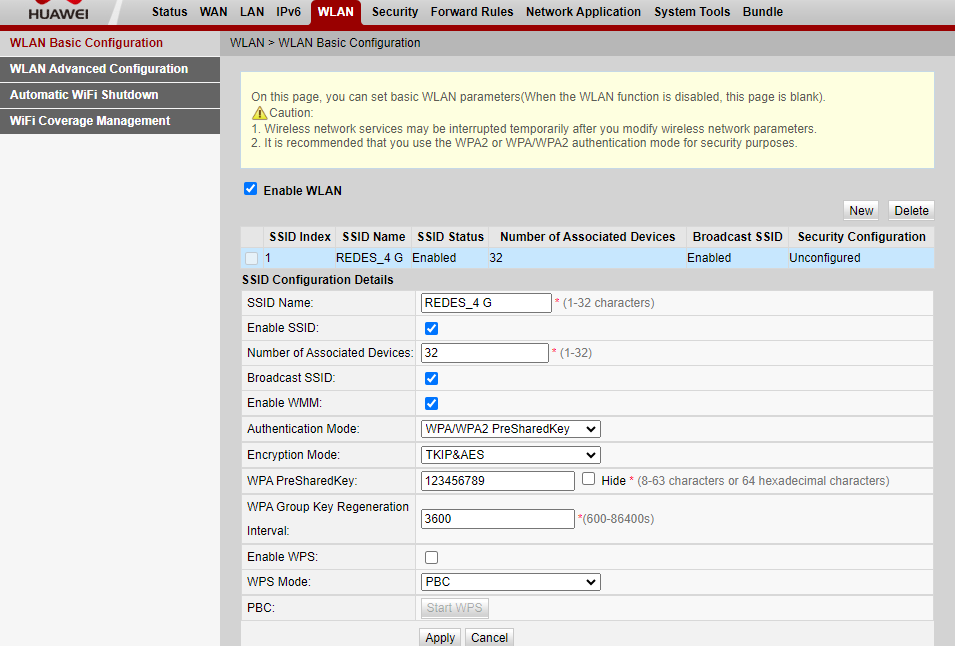 HUAWEI
Status WAN LAN IPv6 WLAN Security Forward Rules Network Application System Tools Bundle
WLAN Basic Configuration
WLAN Advanced Configuration
Automatic WiFi Shutdown
WiFi Coverage Management
WLAN > WLAN Basic Configuration
On this page, you can set basic WLAN parameters(When the WLAN function is disabled, this page is blank).
Caution:
1. Wireless network services may be interrupted temporarily after you modify wireless network parameters.
2. It is recommended that you use the WPA2 or WPA/WPA2 authentication mode for security purposes.
Enable WLAN
New Delete
SSID Index SSID Name SSID Status Number of Associated Devices Broadcast SSID Security Configuration
1 REDES_4 G Enabled 32 Enabled Unconfigured
SSID Configuration Details
SSID Name: REDES_4 G * (1-32 characters)
Enable SSID:
Number of Associated Devices: 32 * (1-32)
Broadcast SSID:
Enable WMM:
Authentication Mode: WPA/WPA2 PreSharedKey
Encryption Mode: TKIP&AES
WPA PreSharedKey: 123456789 Hide * (8-63 characters or 64 hexadecimal characters)
WPA Group Key Regeneration
Interval: 3600 *(600-86400s)
Enable WPS:
WPS Mode: PBC
PBC: Start WPS
Apply Cancel